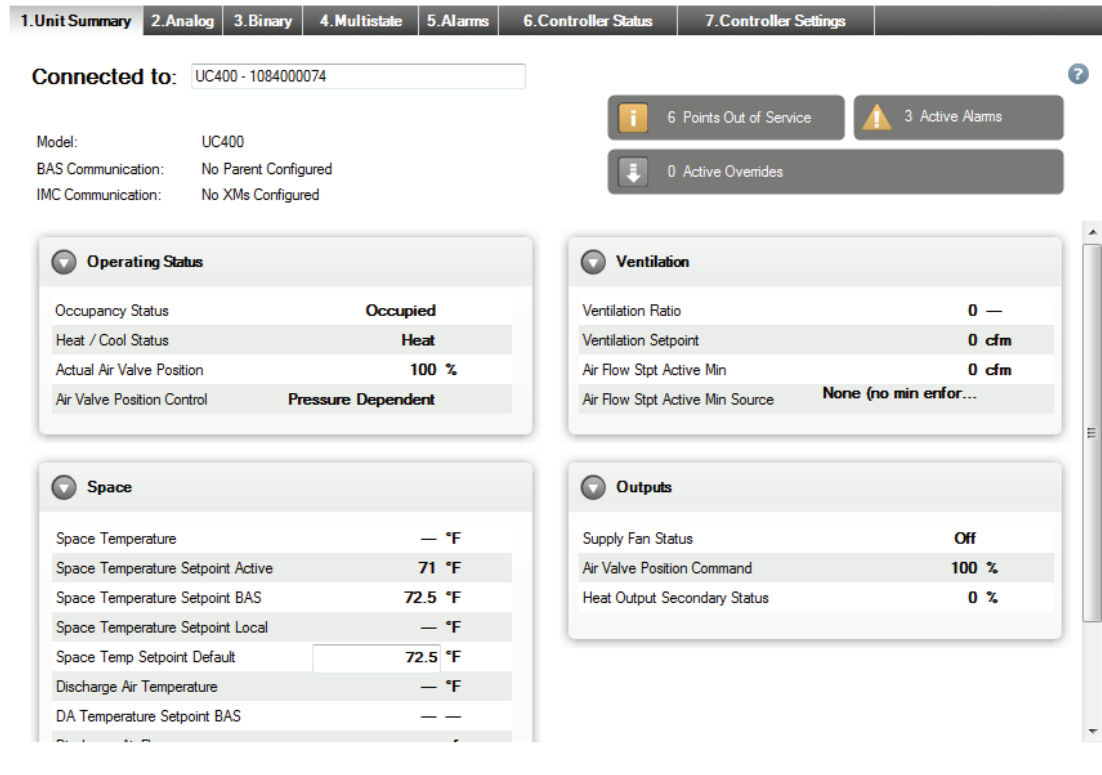 1.Unit Summary 2.Analog 3.Binary 4.Multistate 5.Alarms 6.Controller Status 7.Controller Settings
Connected to: UC400 - 1084000074 ?
i 6 Points Out of Service ! 3 Active Alarms
0 Active Overrides
Model: UC400
BAS Communication: No Parent Configured
IMC Communication: No XMs Configured
Operating Status
Occupancy Status Occupied
Heat / Cool Status Heat
Actual Air Valve Position 100 %
Air Valve Position Control Pressure Dependent
Ventilation
Ventilation Ratio 0 —
Ventilation Setpoint 0 cfm
Air Flow Stpt Active Min 0 cfm
Air Flow Stpt Active Min Source None (no min enfor...
Space
Space Temperature — °F
Space Temperature Setpoint Active 71 °F
Space Temperature Setpoint BAS 72.5 °F
Space Temperature Setpoint Local — °F
Space Temp Setpoint Default 72.5 °F
Discharge Air Temperature — °F
DA Temperature Setpoint BAS — —
Outputs
Supply Fan Status Off
Air Valve Position Command 100 %
Heat Output Secondary Status 0 %